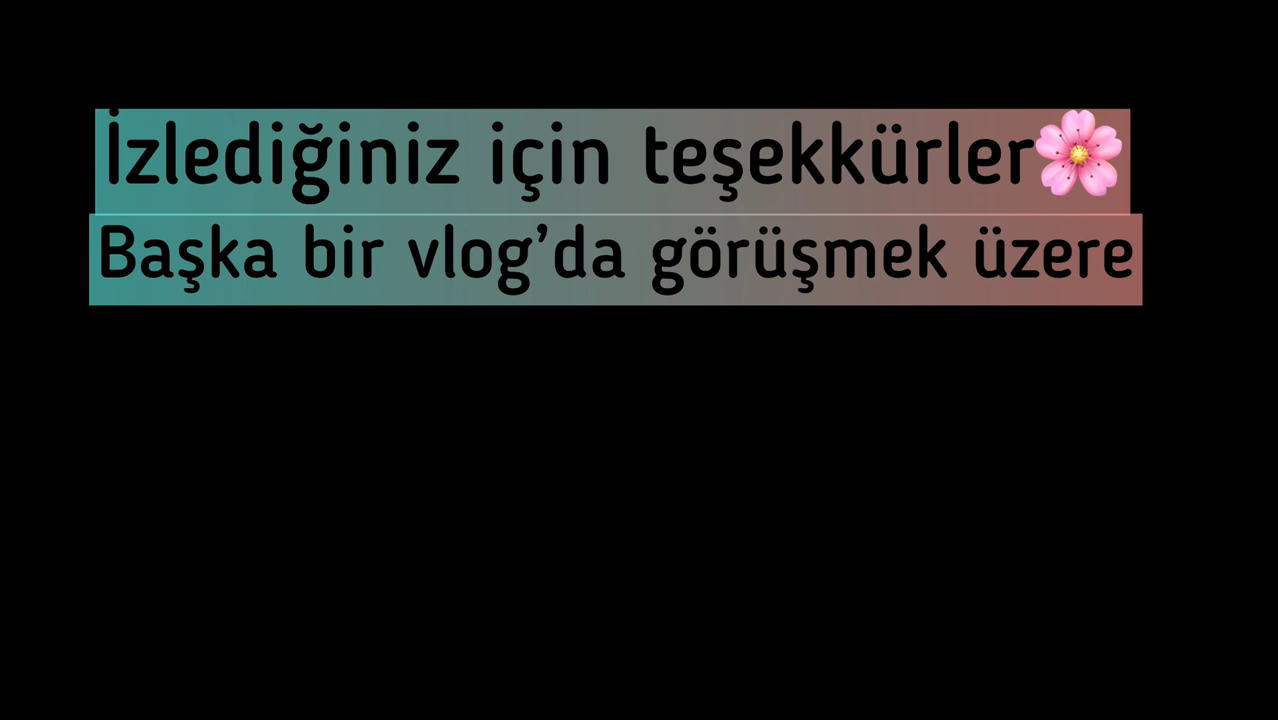 İzlediğiniz için teşekkürler🌸
Başka bir vlog’da görüşmek üzere